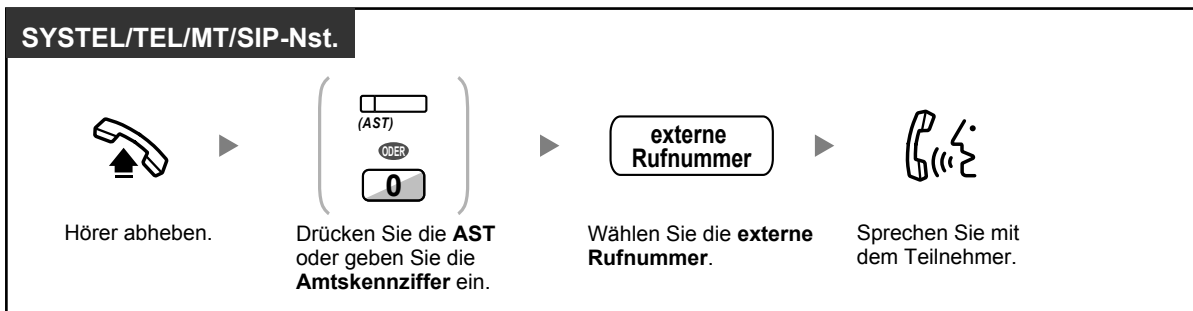 SYSTEL/TEL/MT/SIP-Nst.
(AST)
ODER
0
externe
Rufnummer
Hörer abheben.
Drücken Sie die AST
oder geben Sie die
Amtskennziffer ein.
Wählen Sie die externe
Rufnummer.
Sprechen Sie mit
dem Teilnehmer.